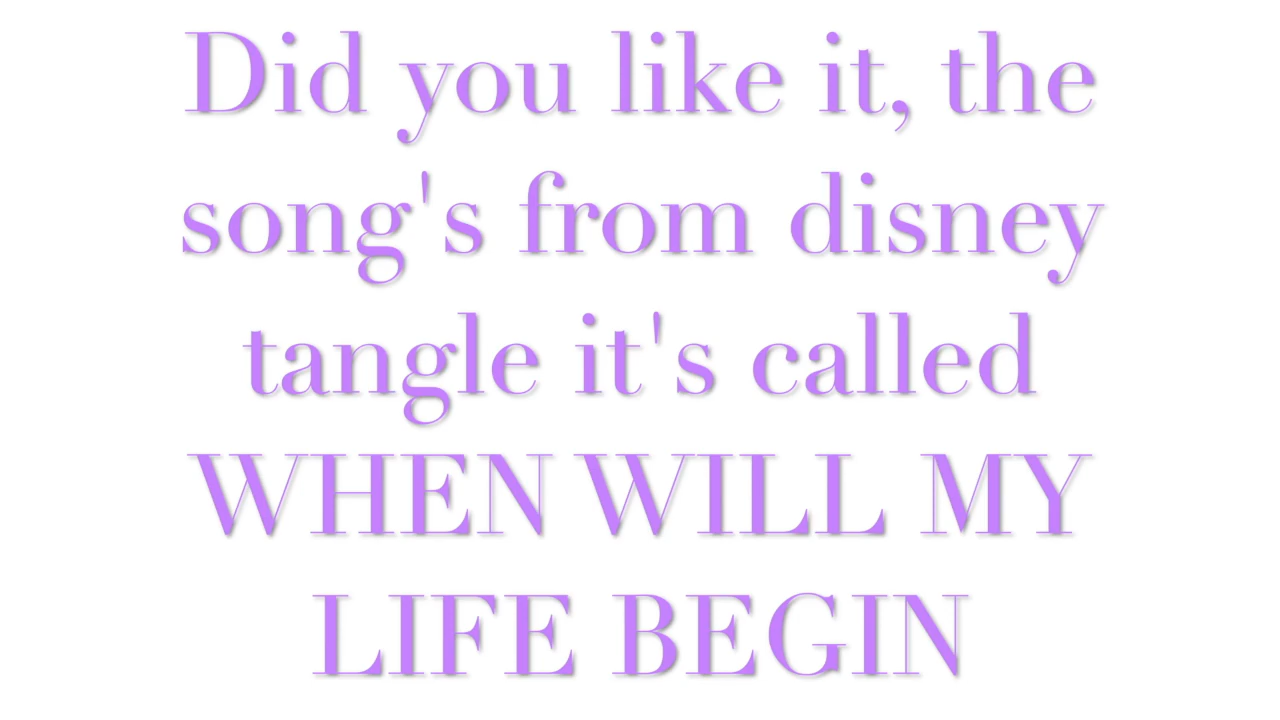 Did you like it, the
song's from disney
tangle it's called
WHEN WILL MY
LIFE BEGIN